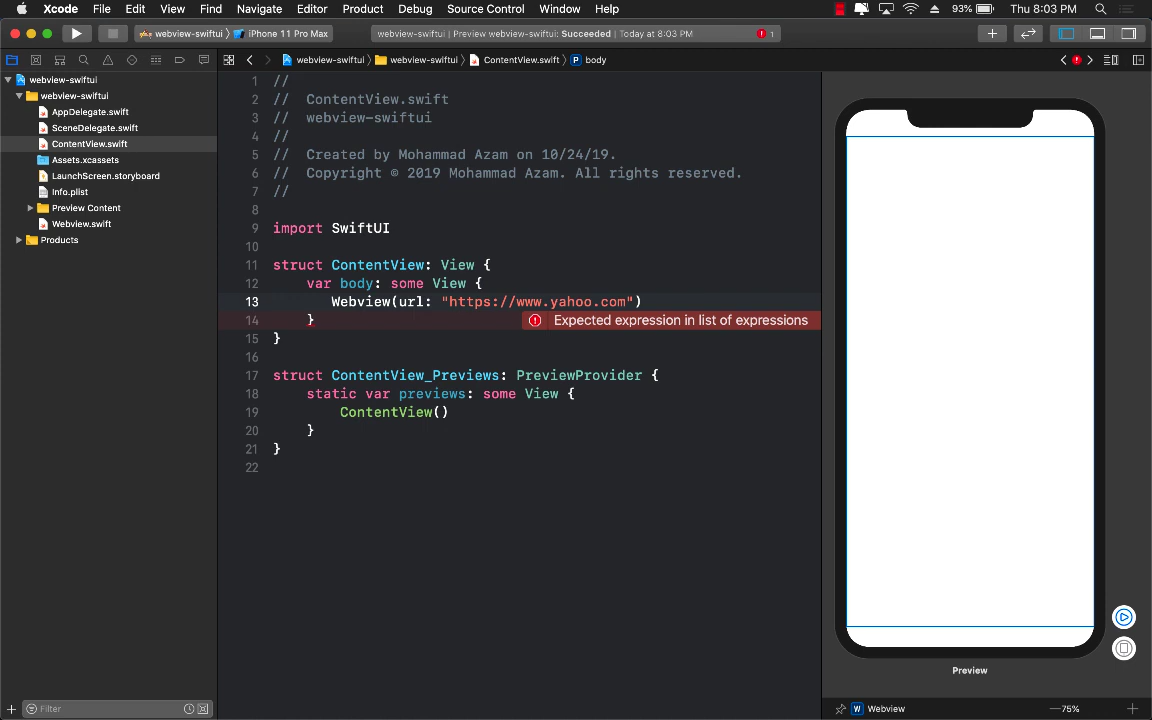 Xcode File Edit View Find Navigate Editor Product Debug Source Control Window Help 93% Thu 8:03 PM
webview-swiftui iPhone 11 Pro Max webview-swiftui | Preview webview-swiftui: Succeeded | Today at 8:03 PM 1
webview-swiftui webview-swiftui ContentView.swift P body
webview-swiftui
webview-swiftui
AppDelegate.swift
SceneDelegate.swift
ContentView.swift
Assets.xcassets
LaunchScreen.storyboard
Info.plist
Preview Content
Webview.swift
Products
Filter
1 //
2 // ContentView.swift
3 // webview-swiftui
4 //
5 // Created by Mohammad Azam on 10/24/19.
6 // Copyright © 2019 Mohammad Azam. All rights reserved.
7 //
8
9 import SwiftUI
10
11 struct ContentView: View {
12 var body: some View {
13 Webview(url: "https://www.yahoo.com")
14 } Expected expression in list of expressions
15 }
16
17 struct ContentView_Previews: PreviewProvider {
18 static var previews: some View {
19 ContentView()
20 }
21 }
22
Preview
W Webview 75%